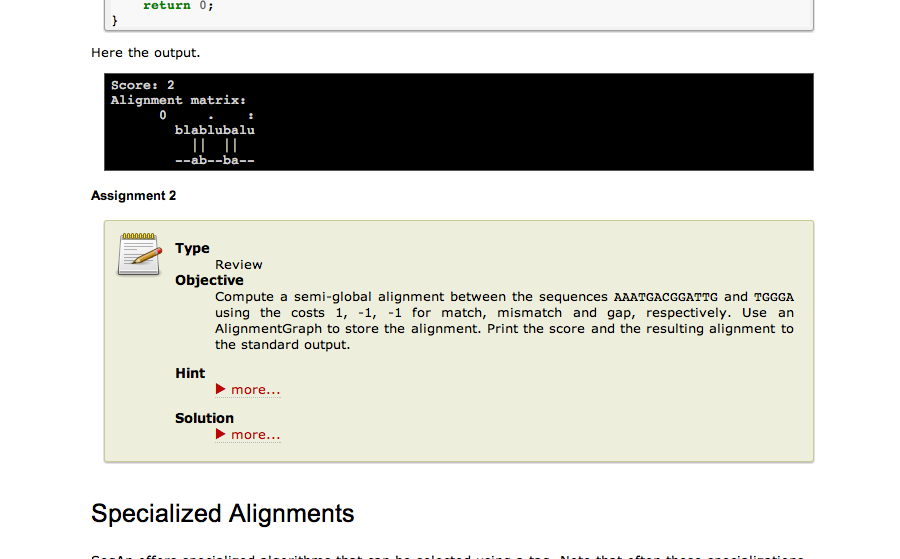 return 0;
}
Here the output.
Score: 2
Alignment matrix:
0 . :
blablubalu
|| ||
--ab--ba--
Assignment 2
Type
Review
Objective
Compute a semi-global alignment between the sequences AAATGACGGATTG and TGGGA
using the costs 1, -1, -1 for match, mismatch and gap, respectively. Use an
AlignmentGraph to store the alignment. Print the score and the resulting alignment to
the standard output.
Hint
more...
Solution
more...
Specialized Alignments